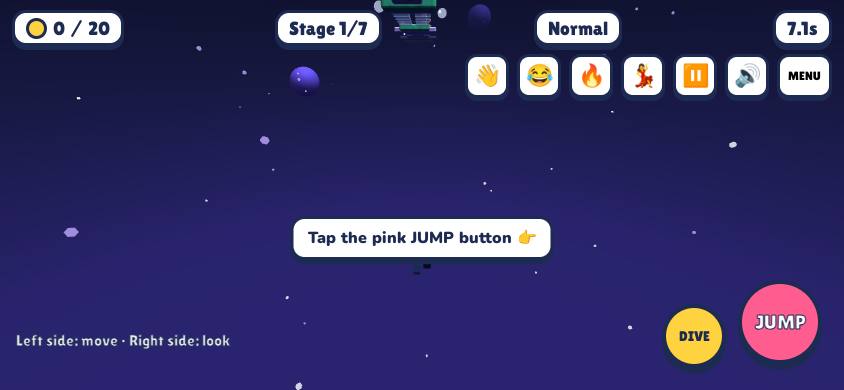 0 / 20
Stage 1/7
Normal
7.1s
MENU
Tap the pink JUMP button
Left side: move · Right side: look
DIVE
JUMP